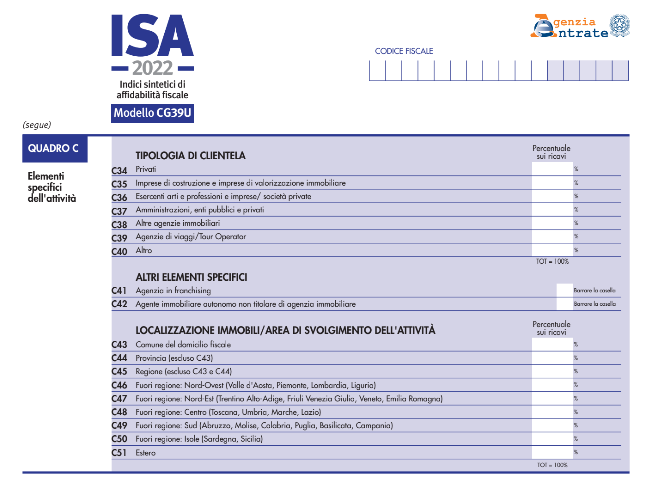 ISA
2022
Indici sintetici di
affidabilità fiscale
Modello CG39U
Agenzia
Entrate
CODICE FISCALE
(segue)
QUADRO C
Elementi
specifici
dell'attività
TIPOLOGIA DI CLIENTELA
Percentuale
sui ricavi
C34 Privati %
C35 Imprese di costruzione e imprese di valorizzazione immobiliare %
C36 Esercenti arti e professioni e imprese/ società private %
C37 Amministrazioni, enti pubblici e privati %
C38 Altre agenzie immobiliari %
C39 Agenzie di viaggi/Tour Operator %
C40 Altro %
TOT = 100%
ALTRI ELEMENTI SPECIFICI
C41 Agenzia in franchising Barrare la casella
C42 Agente immobiliare autonomo non titolare di agenzia immobiliare Barrare la casella
LOCALIZZAZIONE IMMOBILI/AREA DI SVOLGIMENTO DELL'ATTIVITÀ
Percentuale
sui ricavi
C43 Comune del domicilio fiscale %
C44 Provincia (escluso C43) %
C45 Regione (escluso C43 e C44) %
C46 Fuori regione: Nord-Ovest (Valle d'Aosta, Piemonte, Lombardia, Liguria) %
C47 Fuori regione: Nord-Est (Trentino Alto-Adige, Friuli Venezia Giulia, Veneto, Emilia Romagna) %
C48 Fuori regione: Centro (Toscana, Umbria, Marche, Lazio) %
C49 Fuori regione: Sud (Abruzzo, Molise, Calabria, Puglia, Basilicata, Campania) %
C50 Fuori regione: Isole (Sardegna, Sicilia) %
C51 Estero %
TOT = 100%